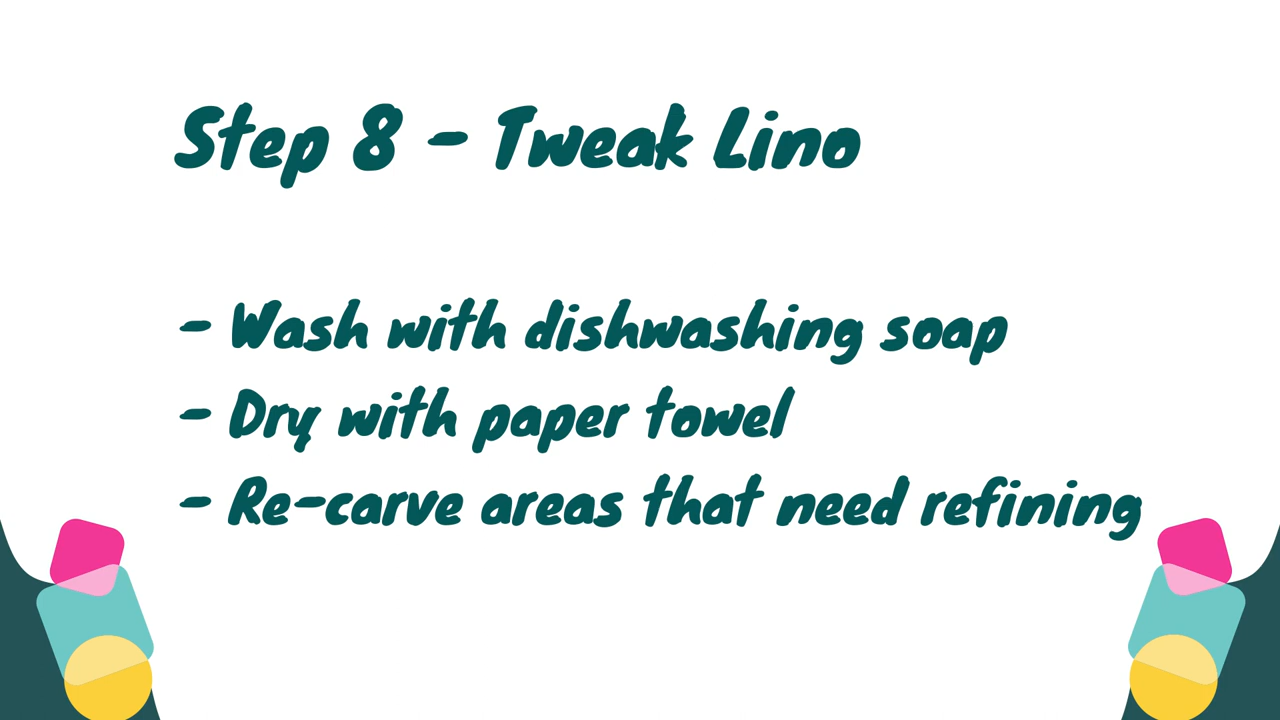 Step 8 - Tweak Lino
- Wash with dishwashing soap
- Dry with paper towel
- Re-carve areas that need refining